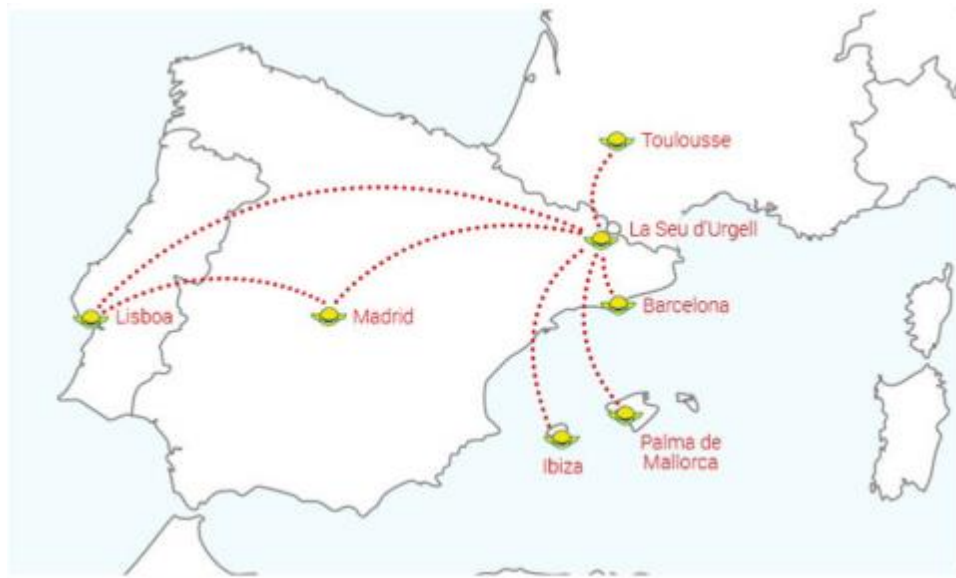 Toulousse
La Seu d'Urgell
Barcelona
Lisboa
Madrid
Palma de
Mallorca
Ibiza